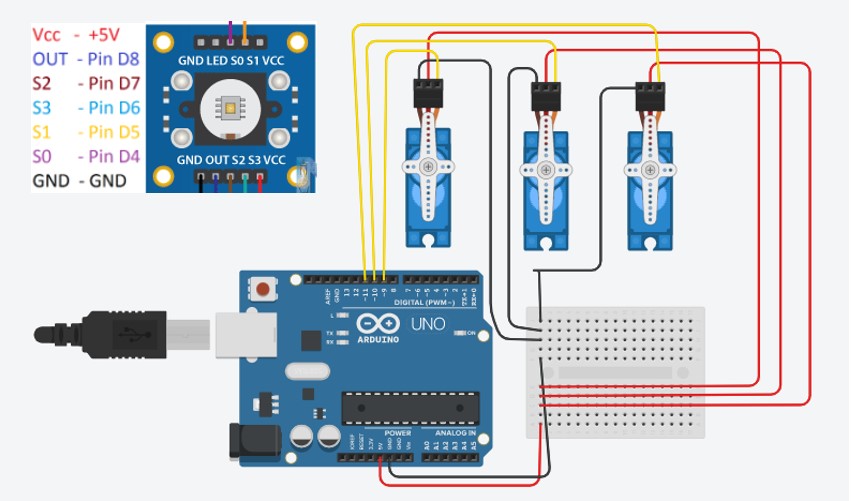 Vcc - +5V
OUT - Pin D8
S2 - Pin D7
S3 - Pin D6
S1 - Pin D5
S0 - Pin D4
GND - GND
GND LED S0 S1 VCC
GND OUT S2 S3 VCC
AREF
GND
13
12
~11
~10
~9
8
7
~6
~5
4
~3
2
TX→1
RX←0
DIGITAL (PWM~)
L
TX
RX
UNO
ARDUINO
ON
POWER
ANALOG IN
IOREF
RESET
3.3V
5V
GND
GND
Vin
A0
A1
A2
A3
A4
A5